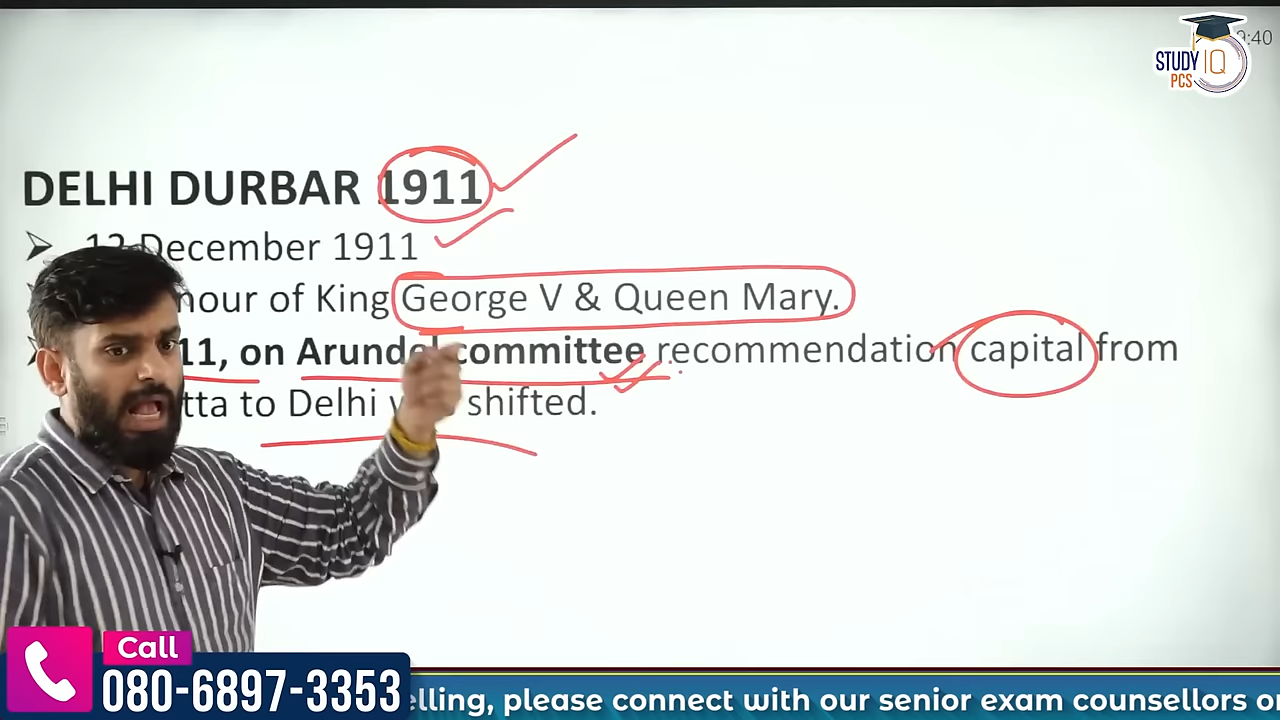 9:40
STUDY IQ
PCS
DELHI DURBAR 1911
12 December 1911
nour of King George V & Queen Mary.
11, on Arundel committee recommendation capital from
tta to Delhi shifted.
Call
080-6897-3353
elling, please connect with our senior exam counsellors o